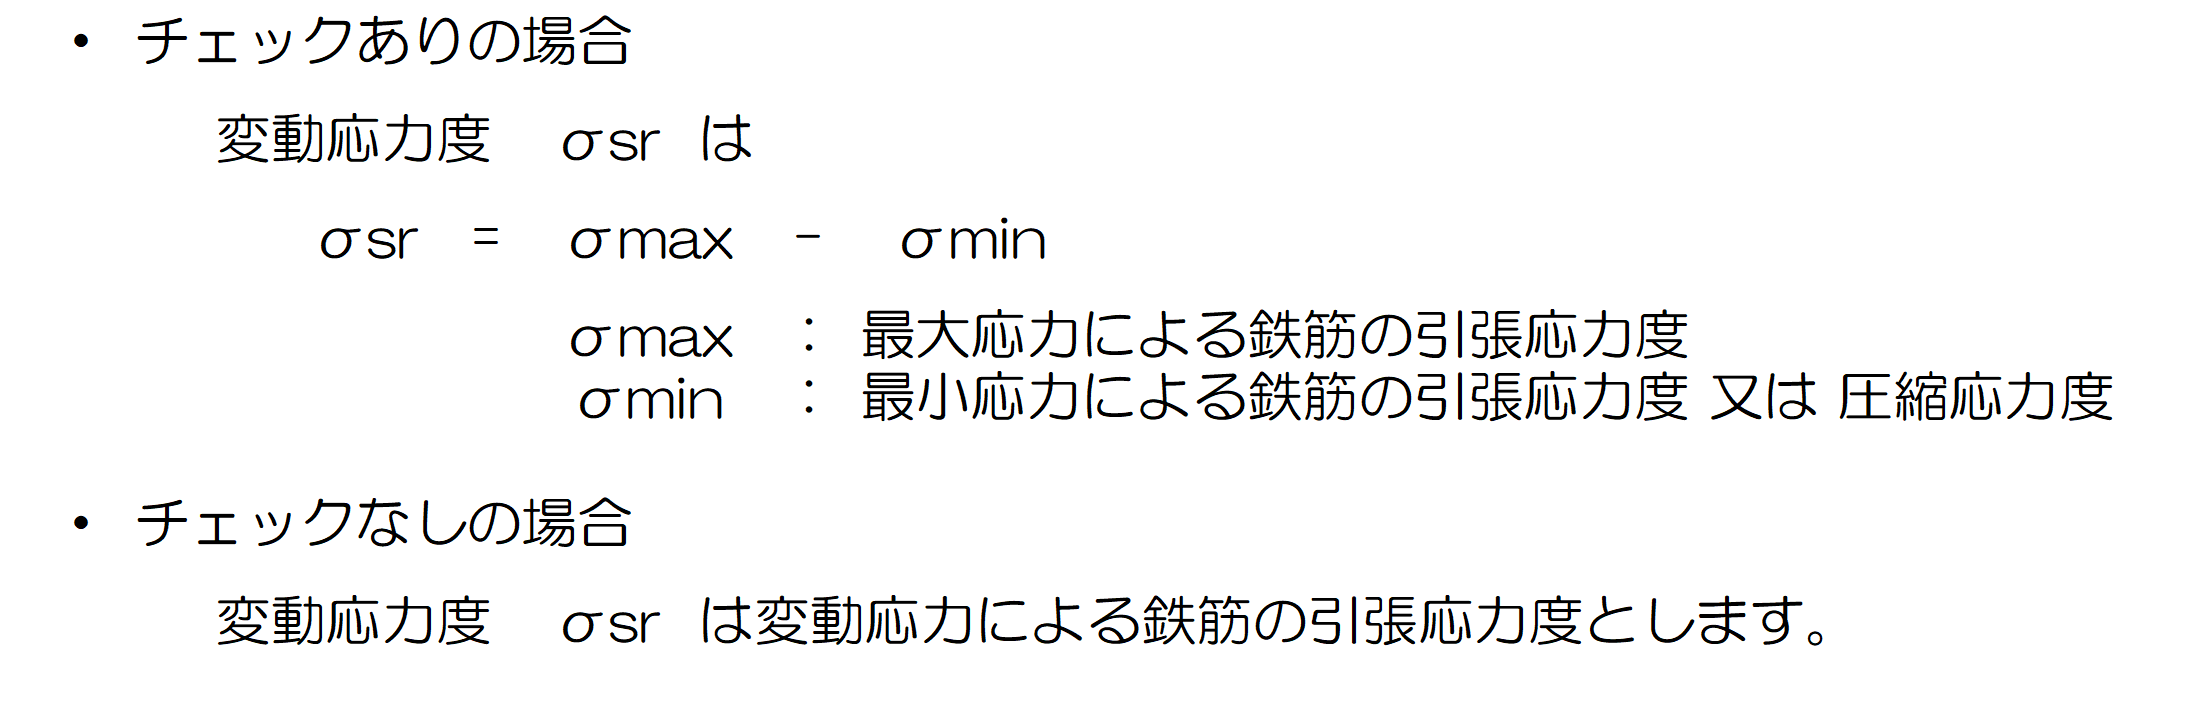 • チェックありの場合
変動応力度　σsr　は
σsr　=　σmax　-　σmin
σmax　：　最大応力による鉄筋の引張応力度
σmin　：　最小応力による鉄筋の引張応力度 又は 圧縮応力度
• チェックなしの場合
変動応力度　σsr　は変動応力による鉄筋の引張応力度とします。